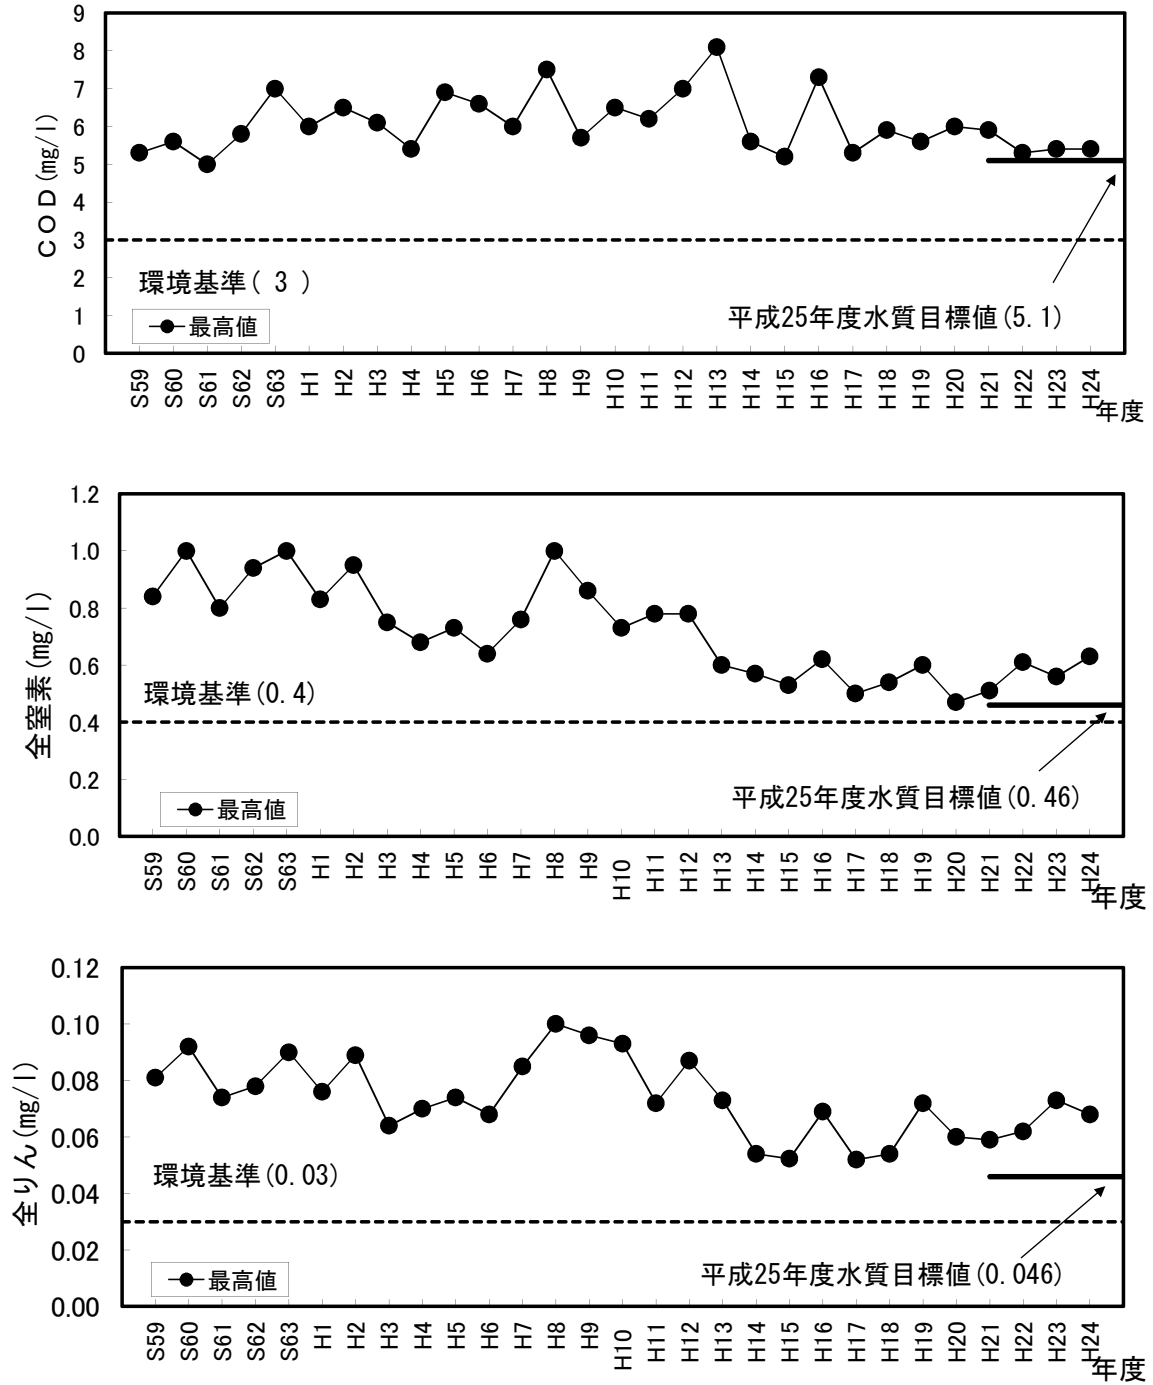 9
8
7
6
5
4
3
2
1
0
COD(mg/l)
環境基準( 3 )
最高値
平成25年度水質目標値(5.1)
S59 S60 S61 S62 S63 H1 H2 H3 H4 H5 H6 H7 H8 H9 H10 H11 H12 H13 H14 H15 H16 H17 H18 H19 H20 H21 H22 H23 H24
年度
1.2
1.0
0.8
0.6
0.4
0.2
0.0
全窒素(mg/l)
環境基準(0.4)
最高値
平成25年度水質目標値(0.46)
S59 S60 S61 S62 S63 H1 H2 H3 H4 H5 H6 H7 H8 H9 H10 H11 H12 H13 H14 H15 H16 H17 H18 H19 H20 H21 H22 H23 H24
年度
0.12
0.10
0.08
0.06
0.04
0.02
0.00
全りん(mg/l)
環境基準(0.03)
最高値
平成25年度水質目標値(0.046)
S59 S60 S61 S62 S63 H1 H2 H3 H4 H5 H6 H7 H8 H9 H10 H11 H12 H13 H14 H15 H16 H17 H18 H19 H20 H21 H22 H23 H24
年度